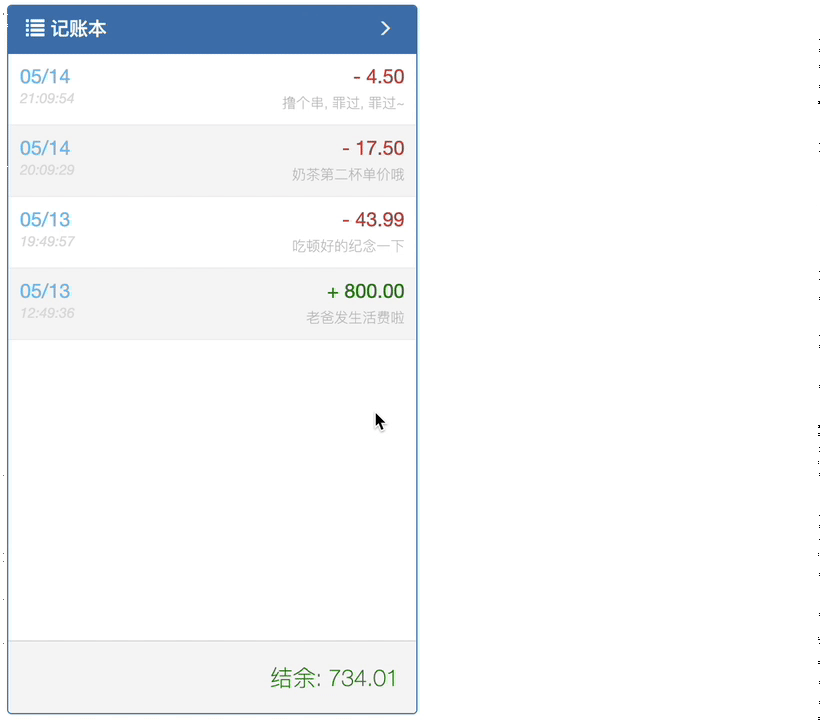 记账本
05/14 - 4.50
21:09:54 撸个串, 罪过, 罪过~
05/14 - 17.50
20:09:29 奶茶第二杯单价哦
05/13 - 43.99
19:49:57 吃顿好的纪念一下
05/13 + 800.00
12:49:36 老爸发生活费啦
结余: 734.01